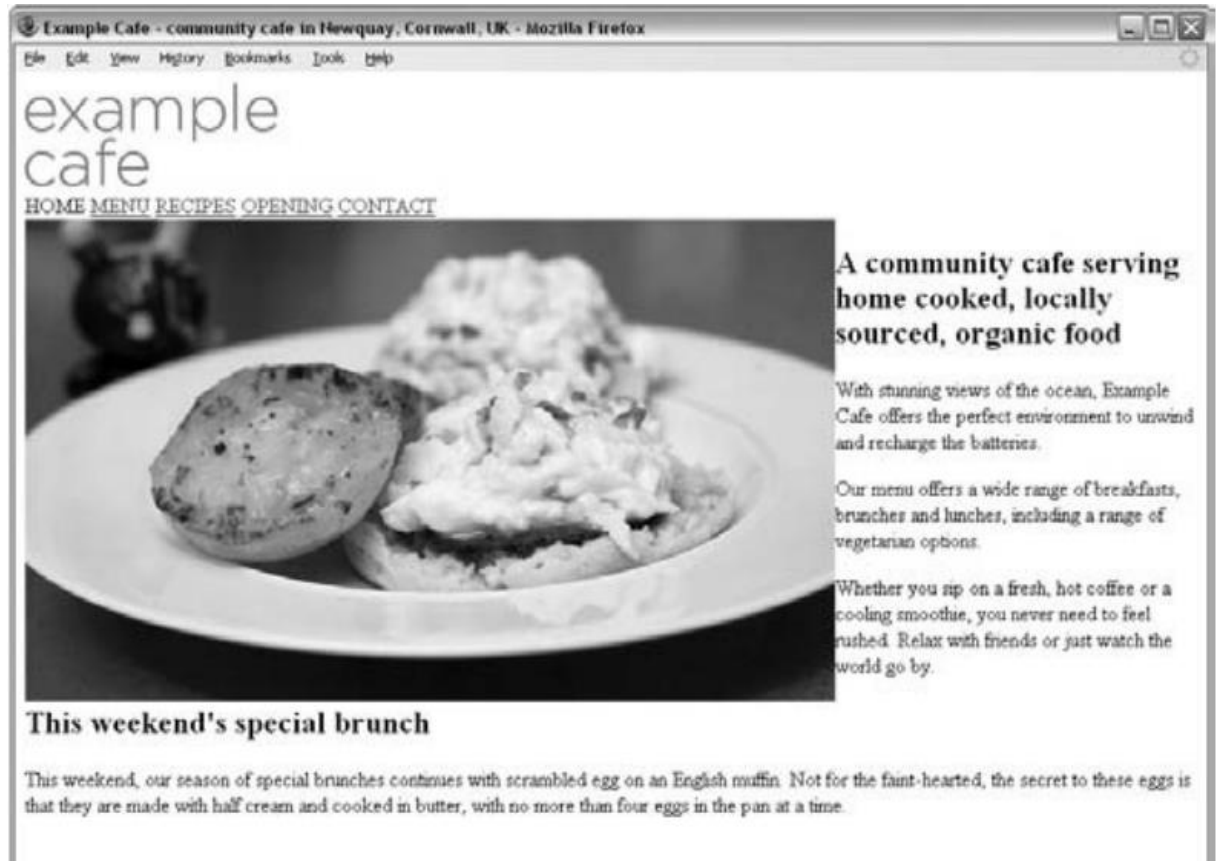 Example Cafe - community cafe in Newquay, Cornwall, UK - Mozilla Firefox
File Edit View History Bookmarks Tools Help
example
cafe
HOME MENU RECIPES OPENING CONTACT
A community cafe serving
home cooked, locally
sourced, organic food
With stunning views of the ocean, Example
Cafe offers the perfect environment to unwind
and recharge the batteries.
Our menu offers a wide range of breakfasts,
brunches and lunches, including a range of
vegetarian options.
Whether you sip on a fresh, hot coffee or a
cooling smoothie, you never need to feel
rushed. Relax with friends or just watch the
world go by.
This weekend's special brunch
This weekend, our season of special brunches continues with scrambled egg on an English muffin. Not for the faint-hearted, the secret to these eggs is
that they are made with half cream and cooked in butter, with no more than four eggs in the pan at a time.